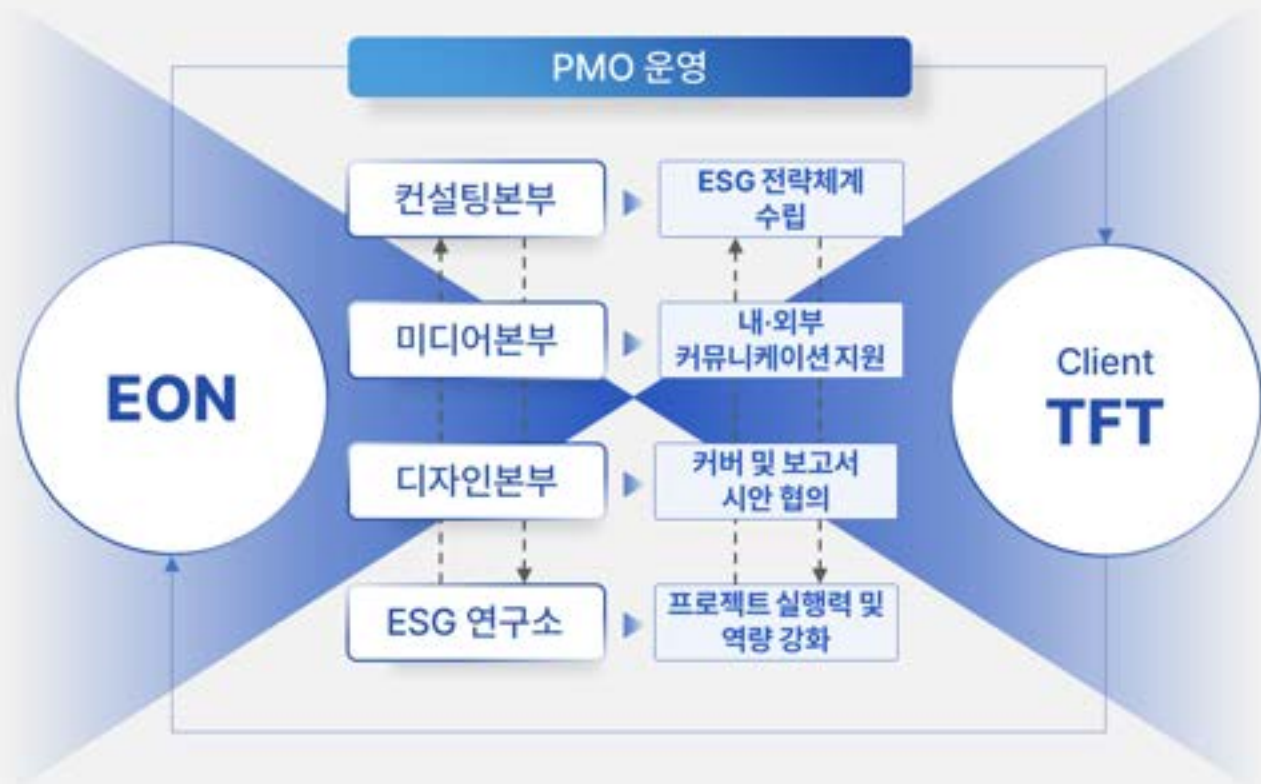 PMO 운영
컨설팅본부
ESG 전략체계
수립
미디어본부
내·외부
커뮤니케이션 지원
EON
Client
TFT
디자인본부
커버 및 보고서
시안 협의
ESG 연구소
프로젝트 실행력 및
역량 강화